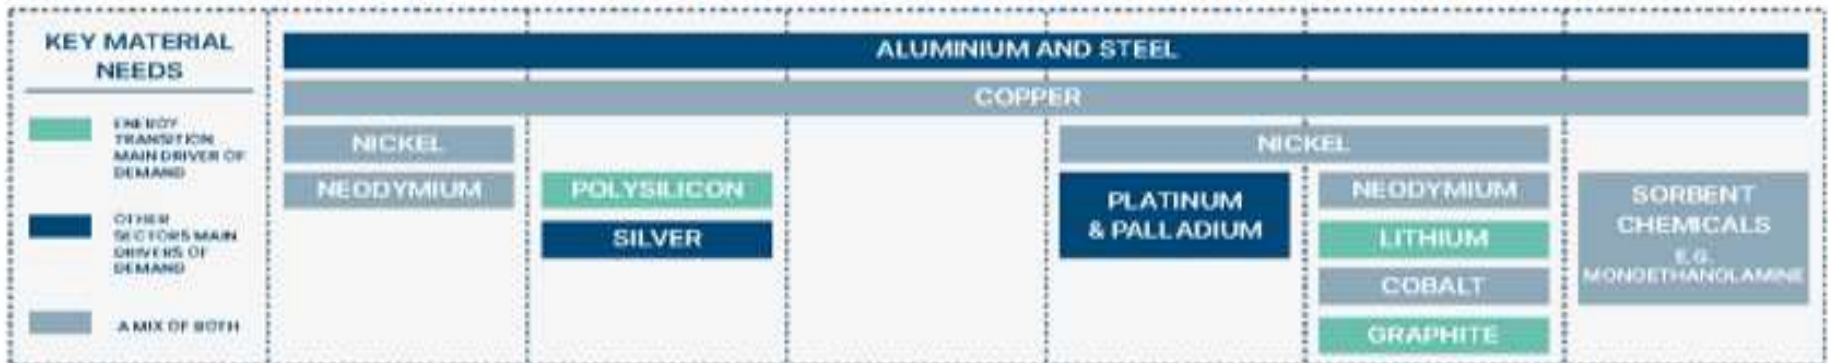 KEY MATERIAL
NEEDS
ENERGY
TRANSITION
MAIN DRIVER OF
DEMAND
OTHER
SECTORS MAIN
DRIVERS OF
DEMAND
A MIX OF BOTH
ALUMINIUM AND STEEL
COPPER
NICKEL
NEODYMIUM
POLYSILICON
SILVER
NICKEL
PLATINUM
& PALLADIUM
NEODYMIUM
LITHIUM
COBALT
GRAPHITE
SORBENT
CHEMICALS
E.G.
MONOETHANOLAMINE